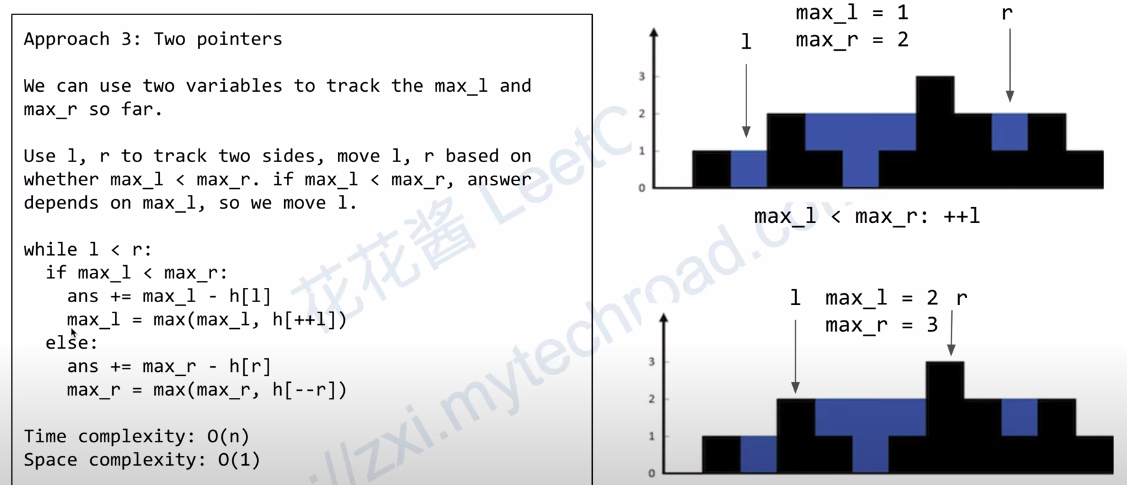 Approach 3: Two pointers
We can use two variables to track the max_l and
max_r so far.
Use l, r to track two sides, move l, r based on
whether max_l < max_r. if max_l < max_r, answer
depends on max_l, so we move l.
while l < r:
if max_l < max_r:
ans += max_l - h[l]
max_l = max(max_l, h[++l])
else:
ans += max_r - h[r]
max_r = max(max_r, h[--r])
Time complexity: O(n)
Space complexity: O(1)
max_l = 1
max_r = 2
l
r
3
2
1
0
max_l < max_r: ++l
l
max_l = 2
r
max_r = 3
3
2
1
0
花花酱 LeetC
://zxi.mytechroad.com